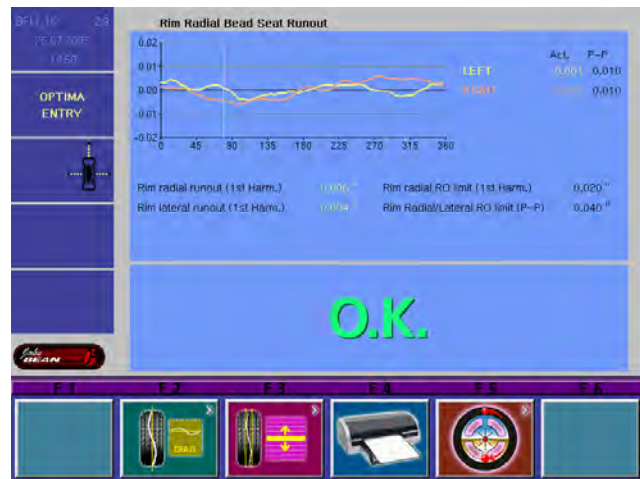 Rim Radial Bead Seat Runout
OPTIMA
ENTRY
0.02
0.01
0.00
-0.01
-0.02
0 45 90 135 180 225 270 315 360
Act. P-P
LEFT 0.001 0.010
0.010
Rim radial runout (1st Harm.) 0.006 " Rim radial RO limit (1st Harm.) 0.020 "
Rim lateral runout (1st Harm.) 0.004 " Rim Radial/Lateral RO limit (P-P) 0.040 "
O.K.
John
BEAN
F 1 F 2 F 3 F 4 F 5 F 6
DIAG